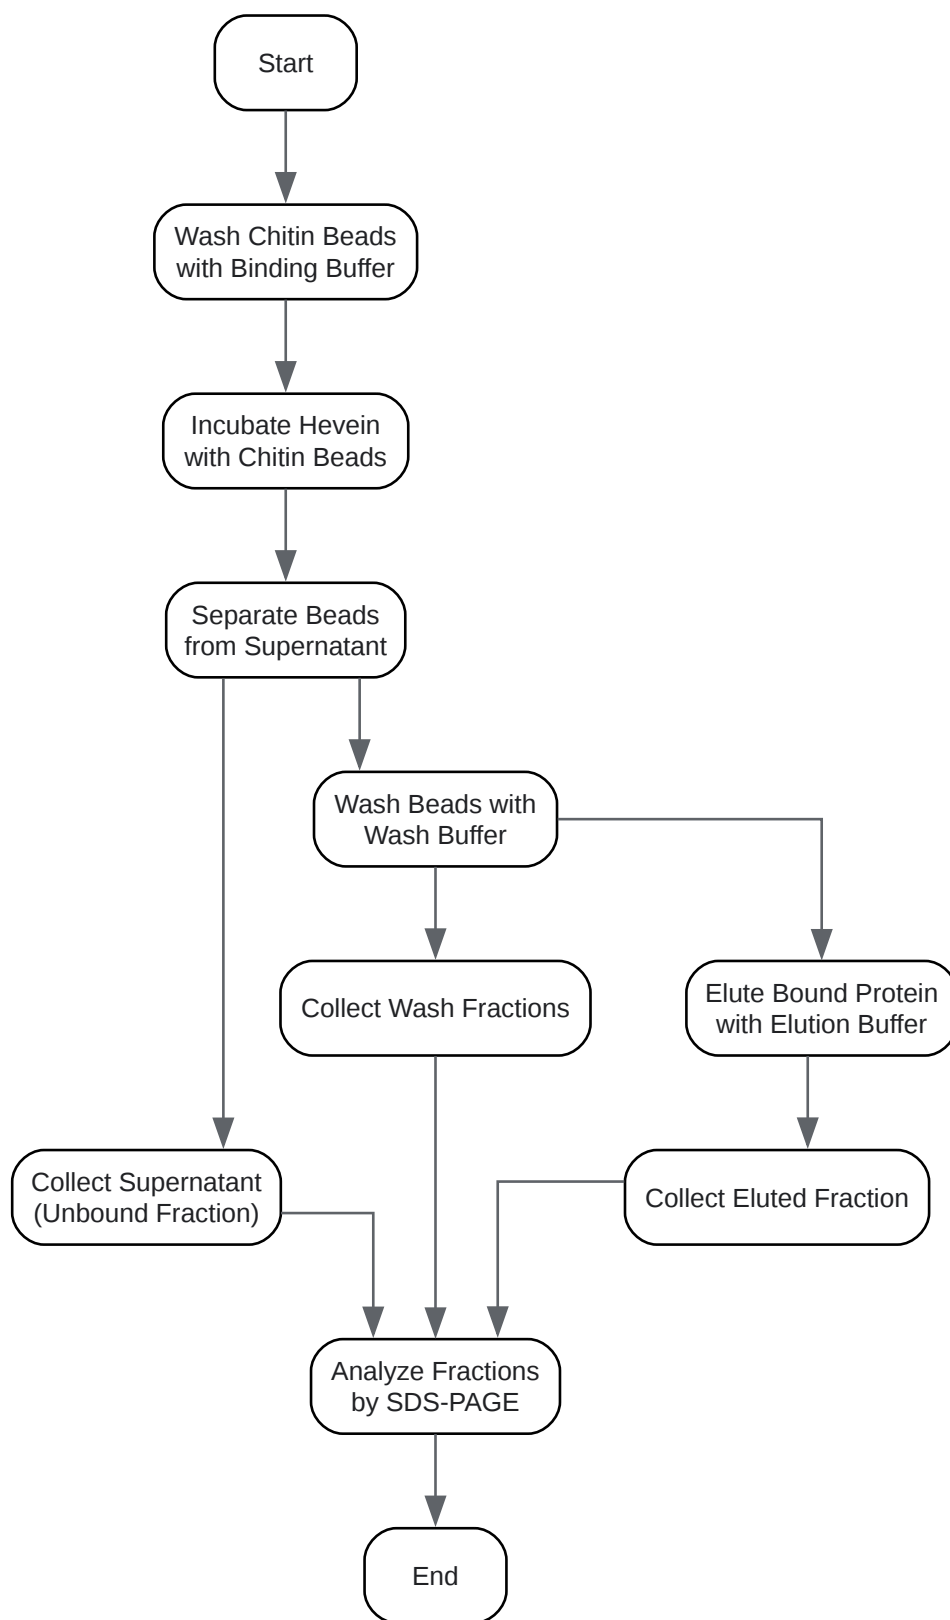 Start
Wash Chitin Beads
with Binding Buffer
Incubate Hevein
with Chitin Beads
Separate Beads
from Supernatant
Wash Beads with
Wash Buffer
Collect Wash Fractions
Elute Bound Protein
with Elution Buffer
Collect Supernatant
(Unbound Fraction)
Collect Eluted Fraction
Analyze Fractions
by SDS-PAGE
End